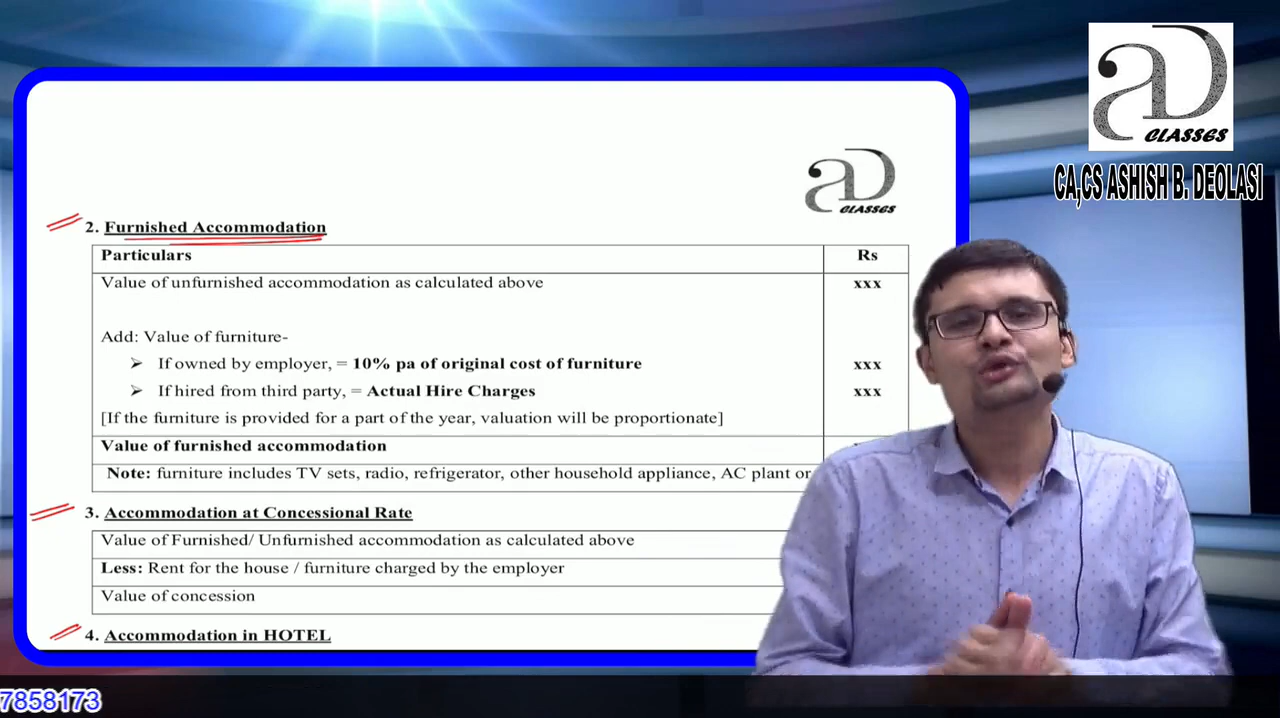 aD
CLASSES
CA,CS ASHISH B. DEOLASI
aD
CLASSES
2. Furnished Accommodation
Particulars Rs
Value of unfurnished accommodation as calculated above xxx
Add: Value of furniture-
➢ If owned by employer, = 10% pa of original cost of furniture xxx
➢ If hired from third party, = Actual Hire Charges xxx
[If the furniture is provided for a part of the year, valuation will be proportionate]
Value of furnished accommodation
Note: furniture includes TV sets, radio, refrigerator, other household appliance, AC plant or
3. Accommodation at Concessional Rate
Value of Furnished/ Unfurnished accommodation as calculated above
Less: Rent for the house / furniture charged by the employer
Value of concession
4. Accommodation in HOTEL
7858173